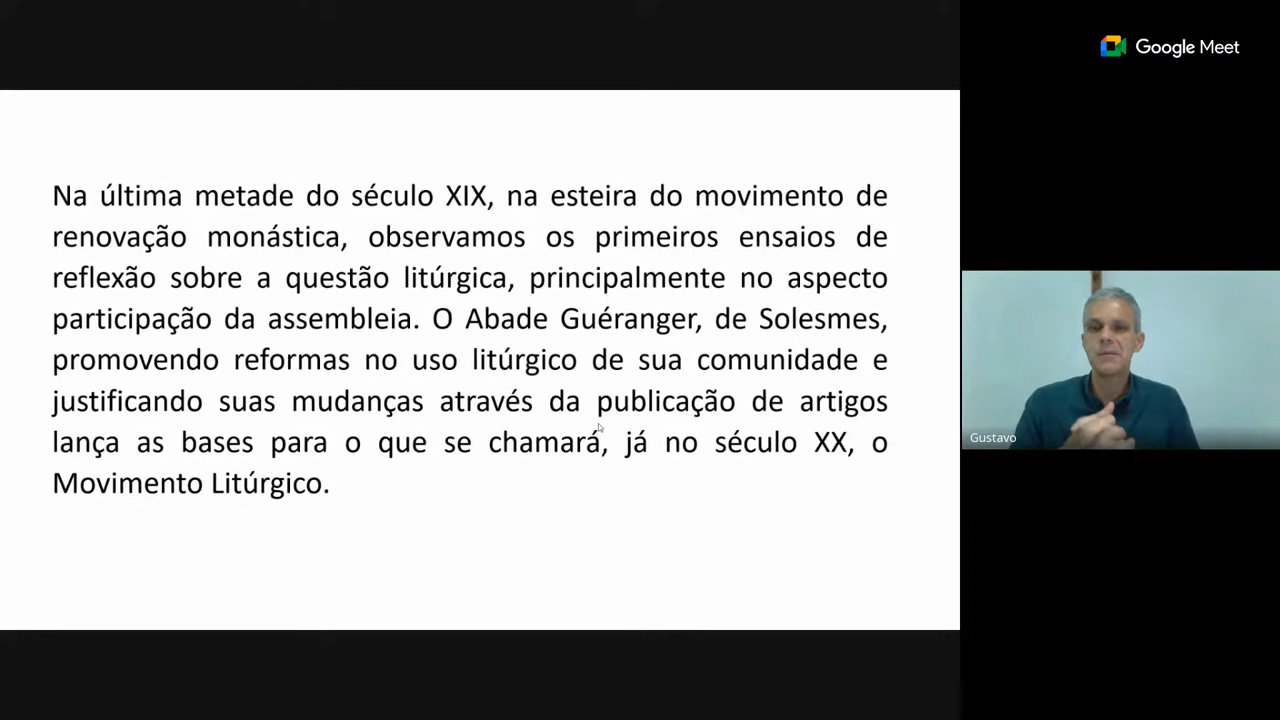 Google Meet
Na última metade do século XIX, na esteira do movimento de
renovação monástica, observamos os primeiros ensaios de
reflexão sobre a questão litúrgica, principalmente no aspecto
participação da assembleia. O Abade Guéranger, de Solesmes,
promovendo reformas no uso litúrgico de sua comunidade e
justificando suas mudanças através da publicação de artigos
lança as bases para o que se chamará, já no século XX, o
Movimento Litúrgico.
Gustavo